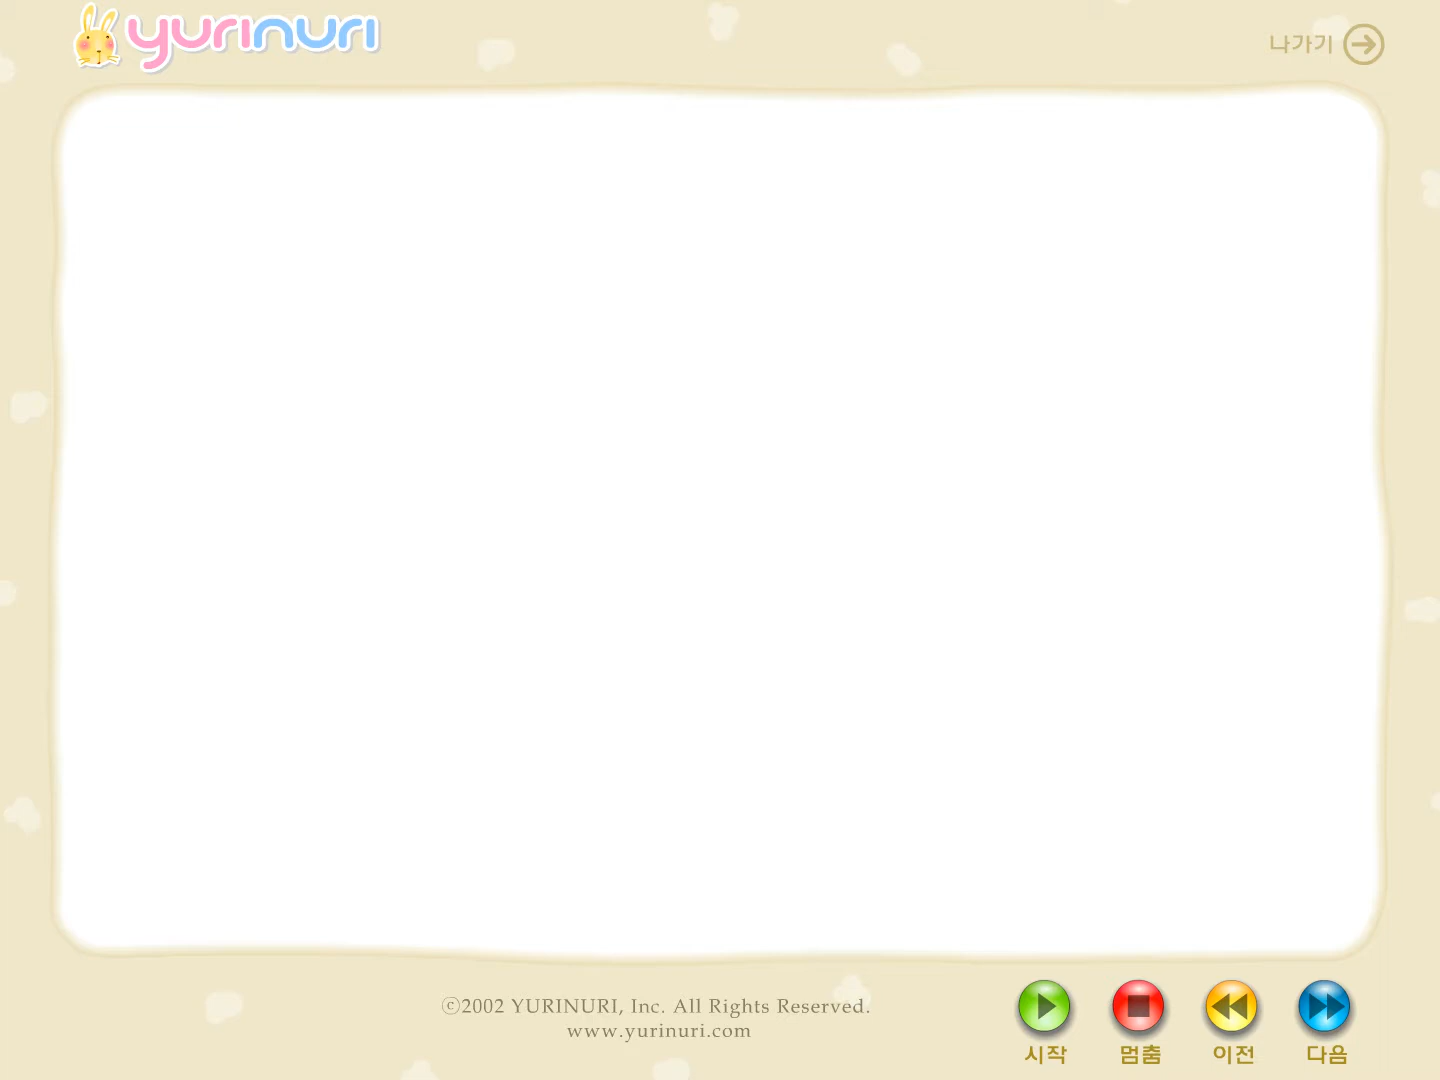 yurinuri
나가기
ⓒ2002 YURINURI, Inc. All Rights Reserved.
www.yurinuri.com
시작 멈춤 이전 다음